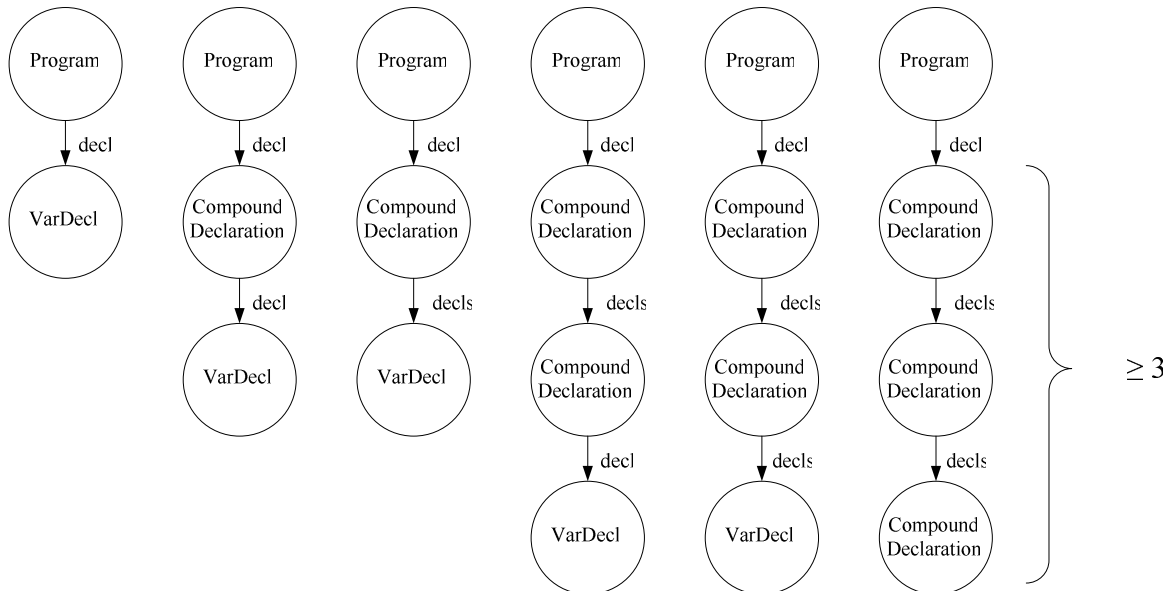 Program
Program
Program
Program
Program
Program
decl
decl
decl
decl
decl
decl
VarDecl
Compound
Declaration
Compound
Declaration
Compound
Declaration
Compound
Declaration
Compound
Declaration
decl
decls
decls
decls
decls
VarDecl
VarDecl
Compound
Declaration
Compound
Declaration
Compound
Declaration
≥ 3
decl
decls
decls
VarDecl
VarDecl
Compound
Declaration